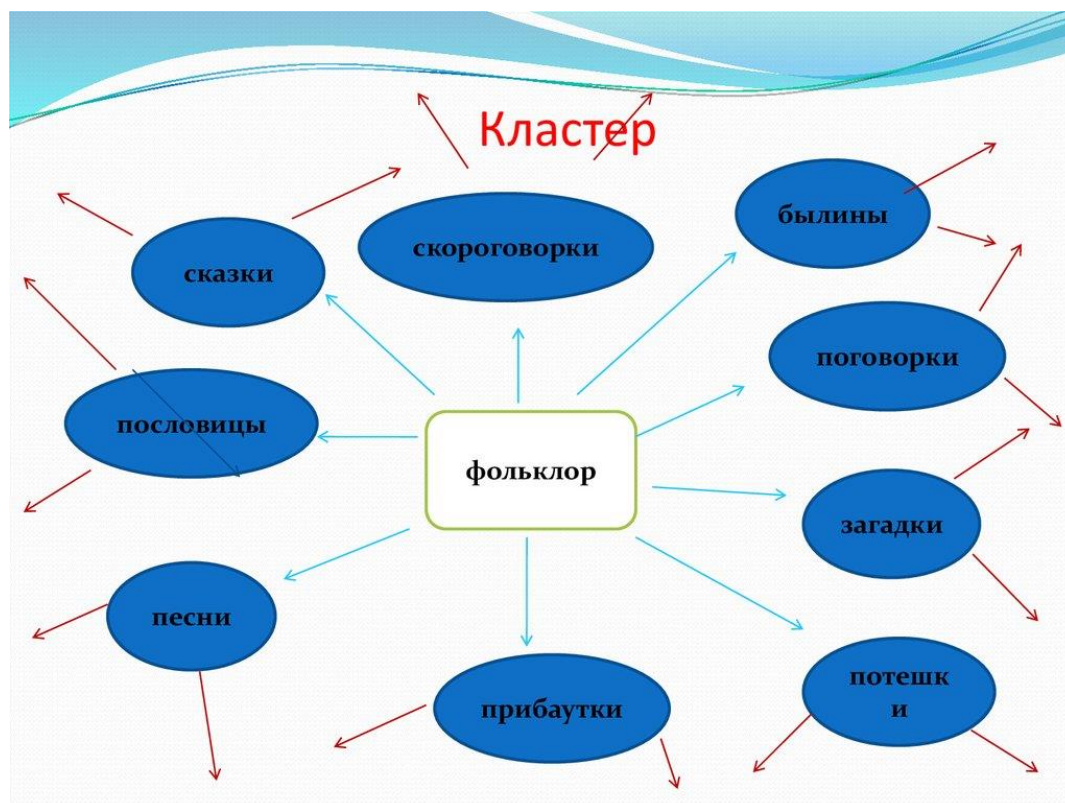 Кластер
былины
скороговорки
сказки
поговорки
пословицы
фольклор
загадки
песни
потешк
и
прибаутки